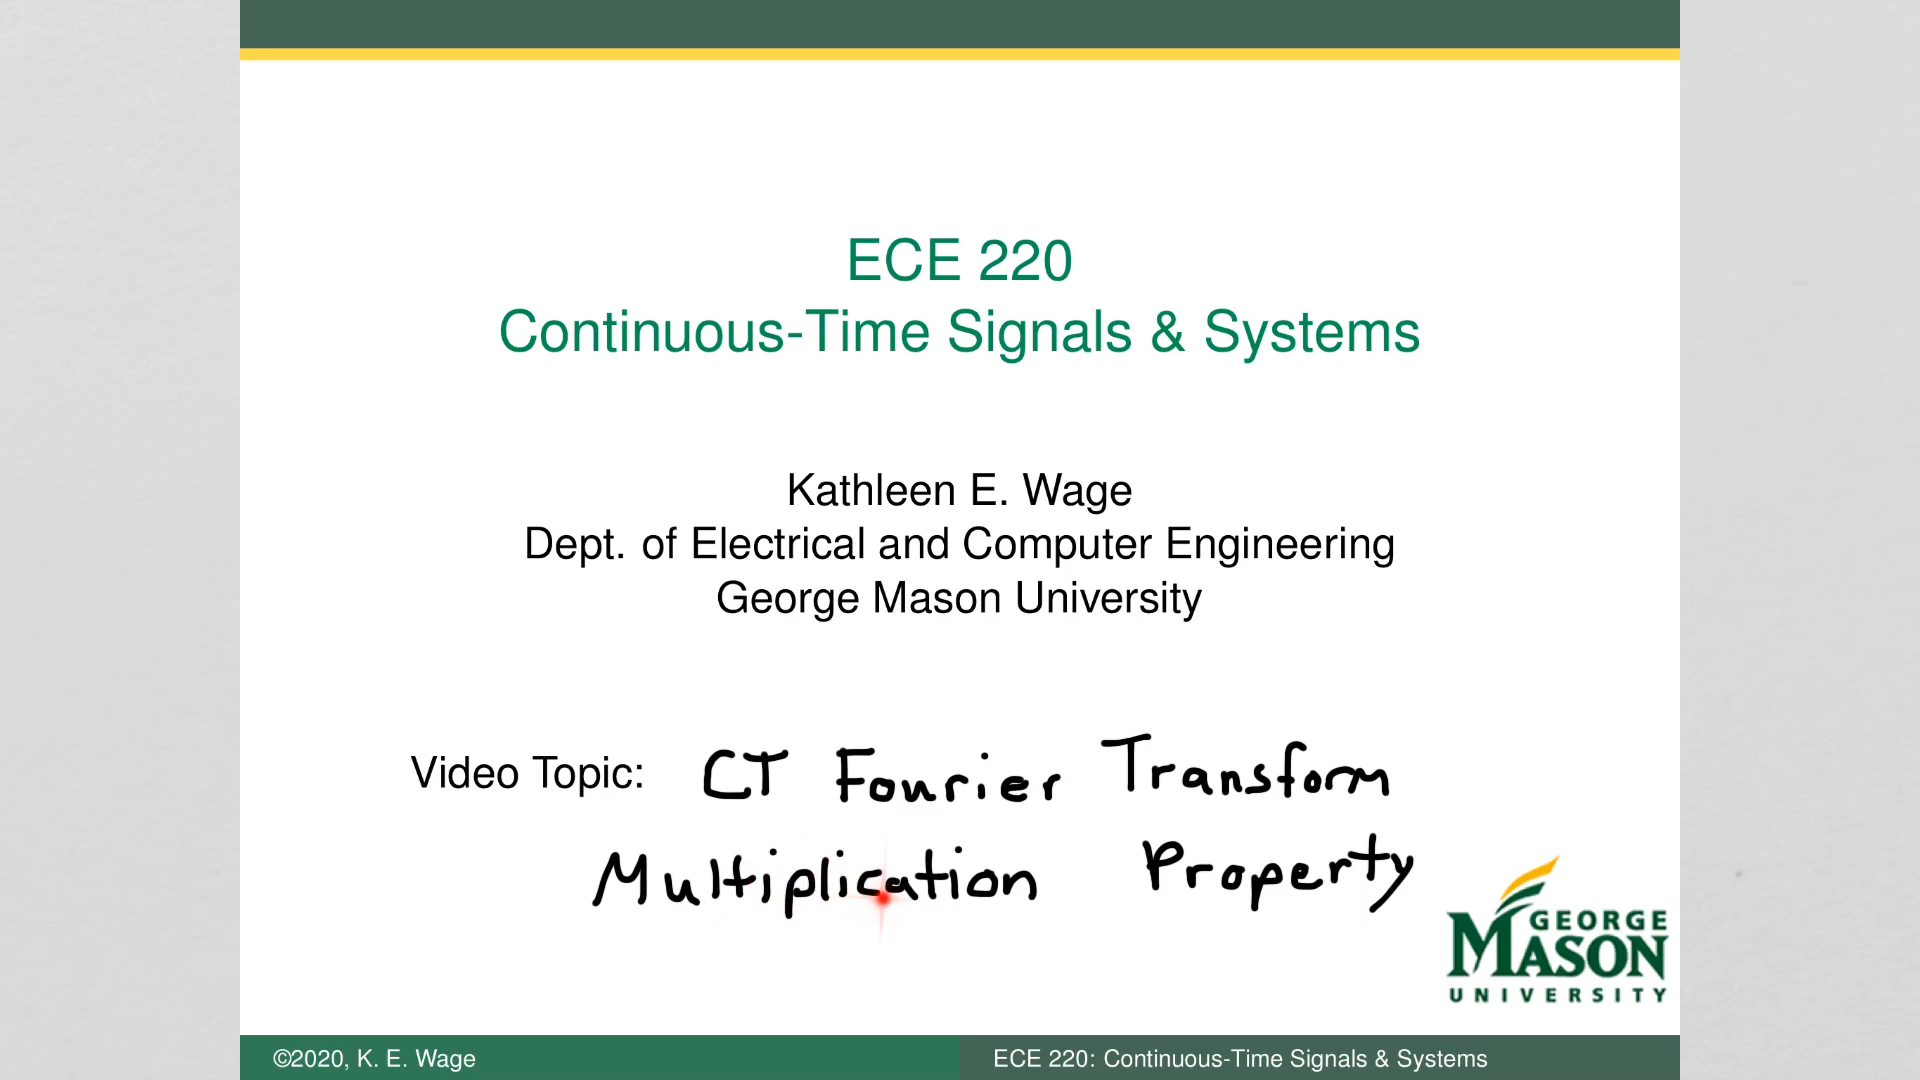 ECE 220
Continuous-Time Signals & Systems
Kathleen E. Wage
Dept. of Electrical and Computer Engineering
George Mason University
Video Topic: CT Fourier Transform
Multiplication Property
GEORGE
MASON
UNIVERSITY
©2020, K. E. Wage
ECE 220: Continuous-Time Signals & Systems